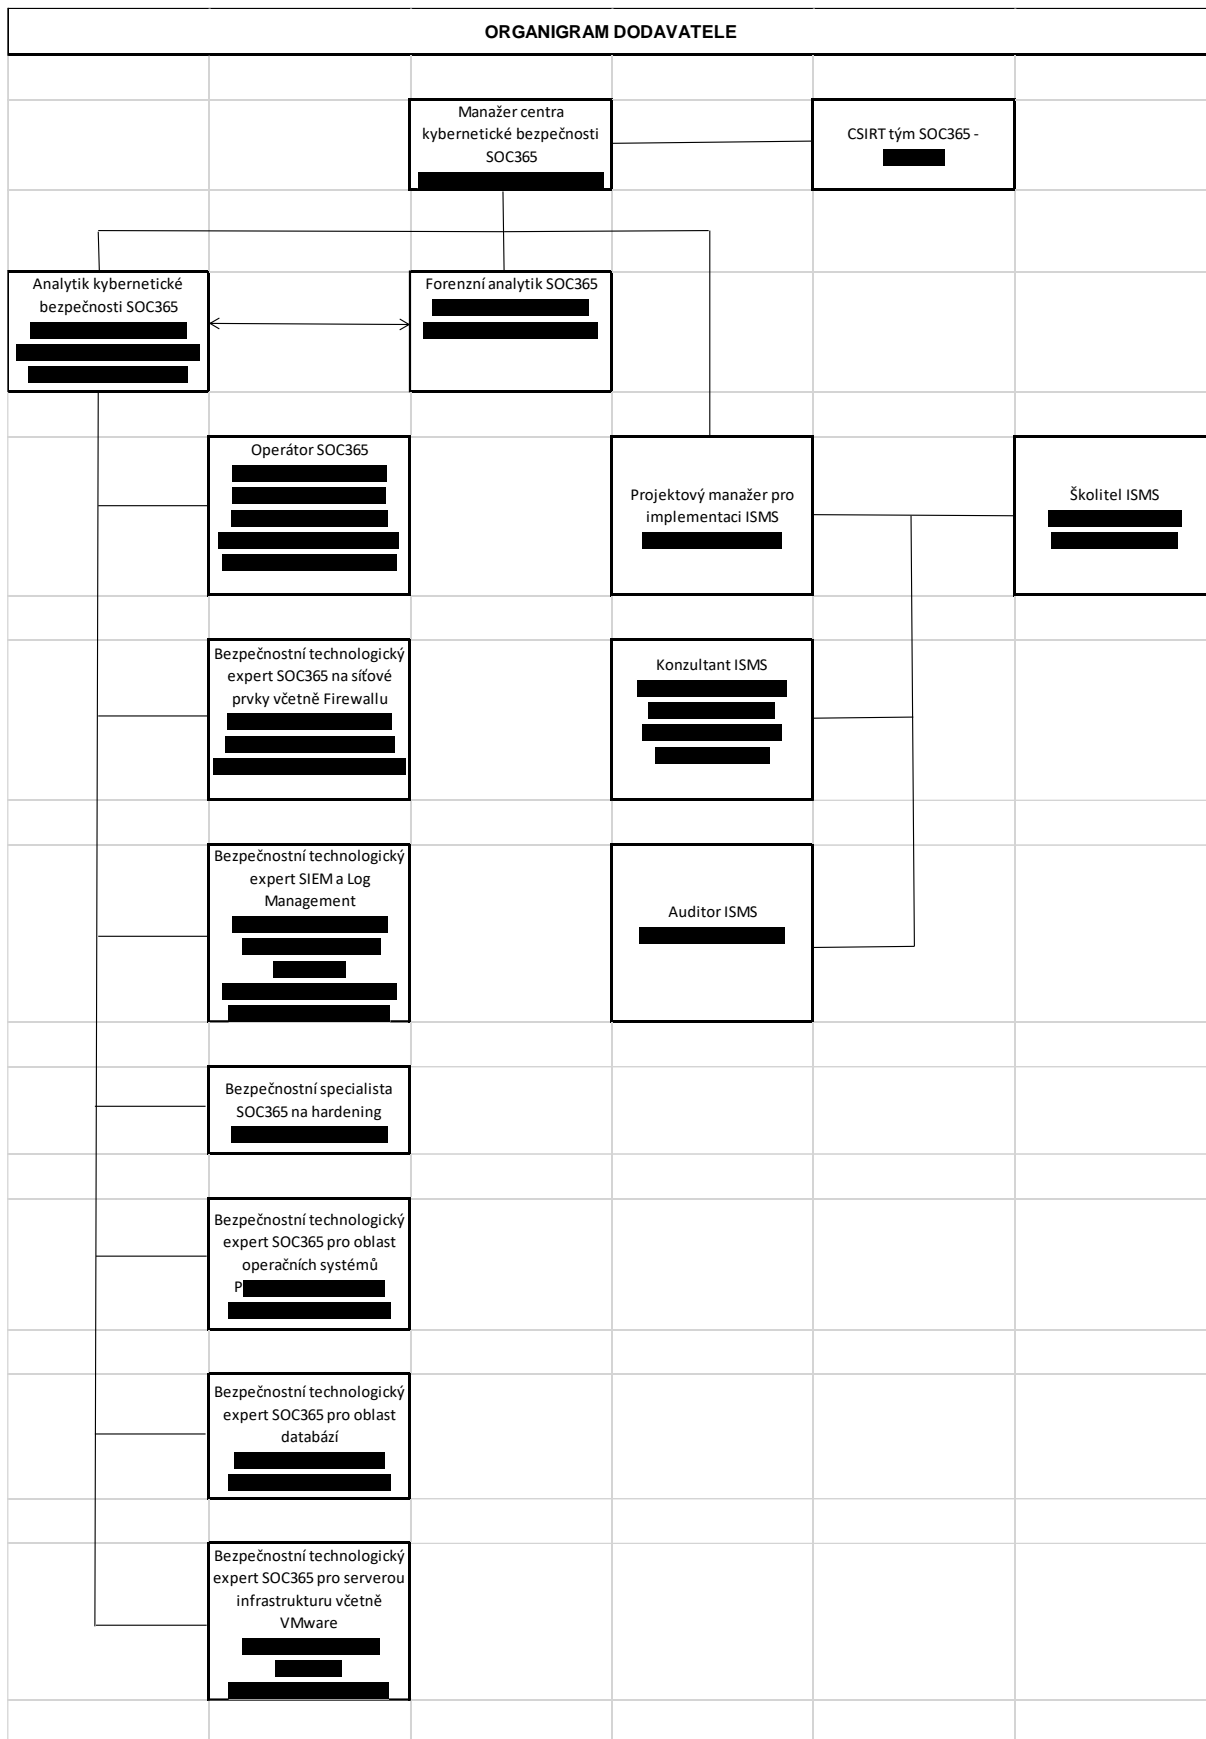 ORGANIGRAM DODAVATELE
Manažer centra
kybernetické bezpečnosti
SOC365
CSIRT tým SOC365 -
Analytik kybernetické
bezpečnosti SOC365
Forenzní analytik SOC365
Operátor SOC365
Projektový manažer pro
implementaci ISMS
Školitel ISMS
Bezpečnostní technologický
expert SOC365 na síťové
prvky včetně Firewallu
Konzultant ISMS
Bezpečnostní technologický
expert SIEM a Log
Management
Auditor ISMS
Bezpečnostní specialista
SOC365 na hardening
Bezpečnostní technologický
expert SOC365 pro oblast
operačních systémů
P
Bezpečnostní technologický
expert SOC365 pro oblast
databází
Bezpečnostní technologický
expert SOC365 pro serverou
infrastrukturu včetně
VMware